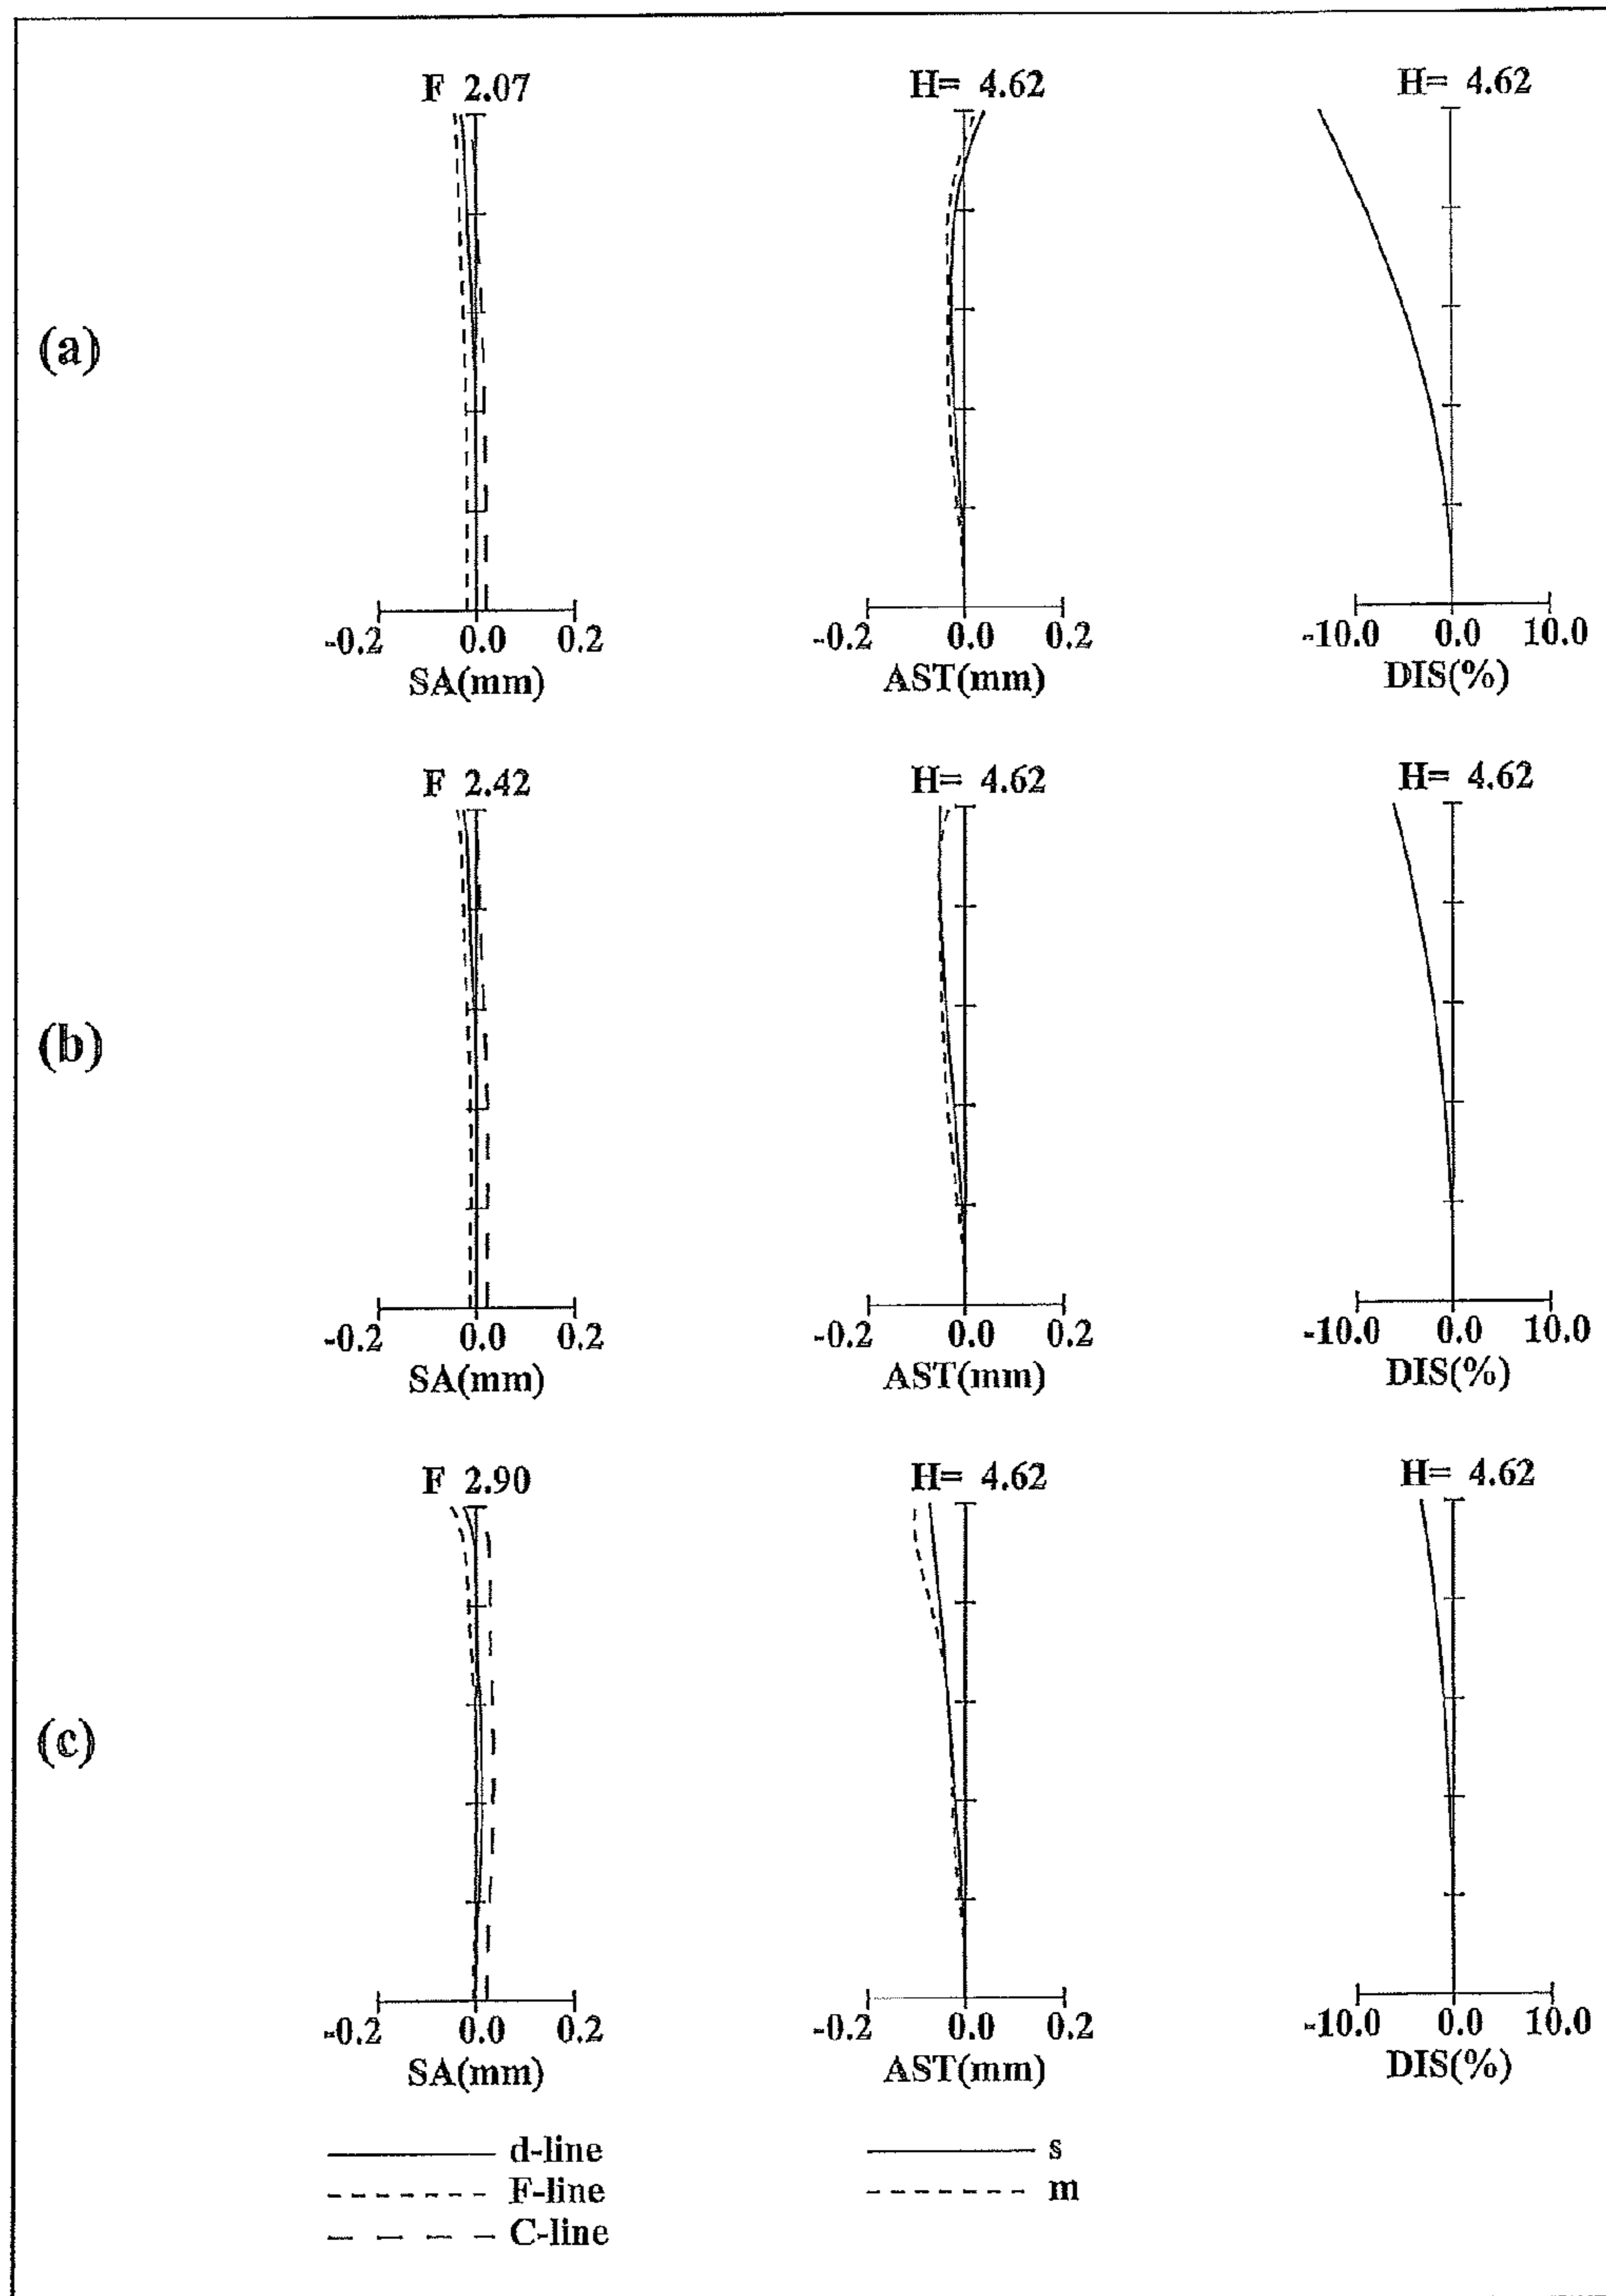 F 2.07 H= 4.62 H= 4.62
(a)
-0.2 0.0 0.2 -0.2 0.0 0.2 -10.0 0.0 10.0
SA(mm) AST(mm) DIS(%)
F 2.42 H= 4.62 H= 4.62
(b)
-0.2 0.0 0.2 -0.2 0.0 0.2 -10.0 0.0 10.0
SA(mm) AST(mm) DIS(%)
F 2.90 H= 4.62 H= 4.62
(c)
-0.2 0.0 0.2 -0.2 0.0 0.2 -10.0 0.0 10.0
SA(mm) AST(mm) DIS(%)
d-line s
F-line m
C-line